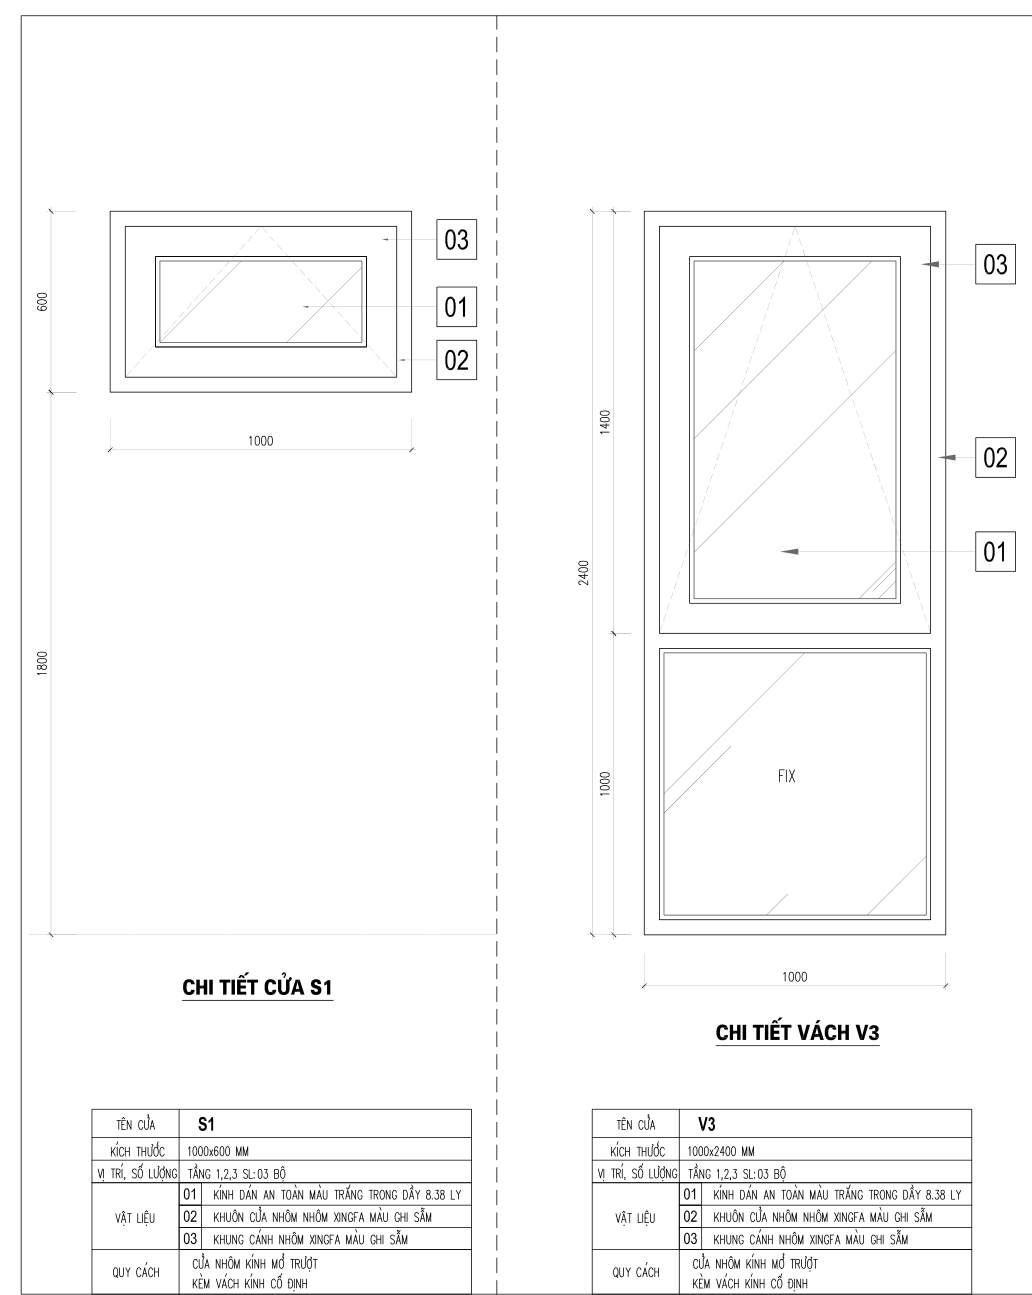 03
01
02
600
1000
1800
CHI TIẾT CỬA S1
03
02
01
1400
2400
1000
FIX
1000
CHI TIẾT VÁCH V3
TÊN CỬA S1
KÍCH THƯỚC 1000x600 MM
VỊ TRÍ, SỐ LƯỢNG TẦNG 1,2,3 SL:03 BỘ
VẬT LIỆU
01 KÍNH DÁN AN TOÀN MÀU TRẮNG TRONG DẦY 8.38 LY
02 KHUÔN CỬA NHÔM NHÔM XINGFA MÀU GHI SẪM
03 KHUNG CÁNH NHÔM XINGFA MÀU GHI SẪM
QUY CÁCH
CỬA NHÔM KÍNH MỞ TRƯỢT
KÈM VÁCH KÍNH CỐ ĐỊNH
TÊN CỬA V3
KÍCH THƯỚC 1000x2400 MM
VỊ TRÍ, SỐ LƯỢNG TẦNG 1,2,3 SL:03 BỘ
VẬT LIỆU
01 KÍNH DÁN AN TOÀN MÀU TRẮNG TRONG DẦY 8.38 LY
02 KHUÔN CỬA NHÔM NHÔM XINGFA MÀU GHI SẪM
03 KHUNG CÁNH NHÔM XINGFA MÀU GHI SẪM
QUY CÁCH
CỬA NHÔM KÍNH MỞ TRƯỢT
KÈM VÁCH KÍNH CỐ ĐỊNH